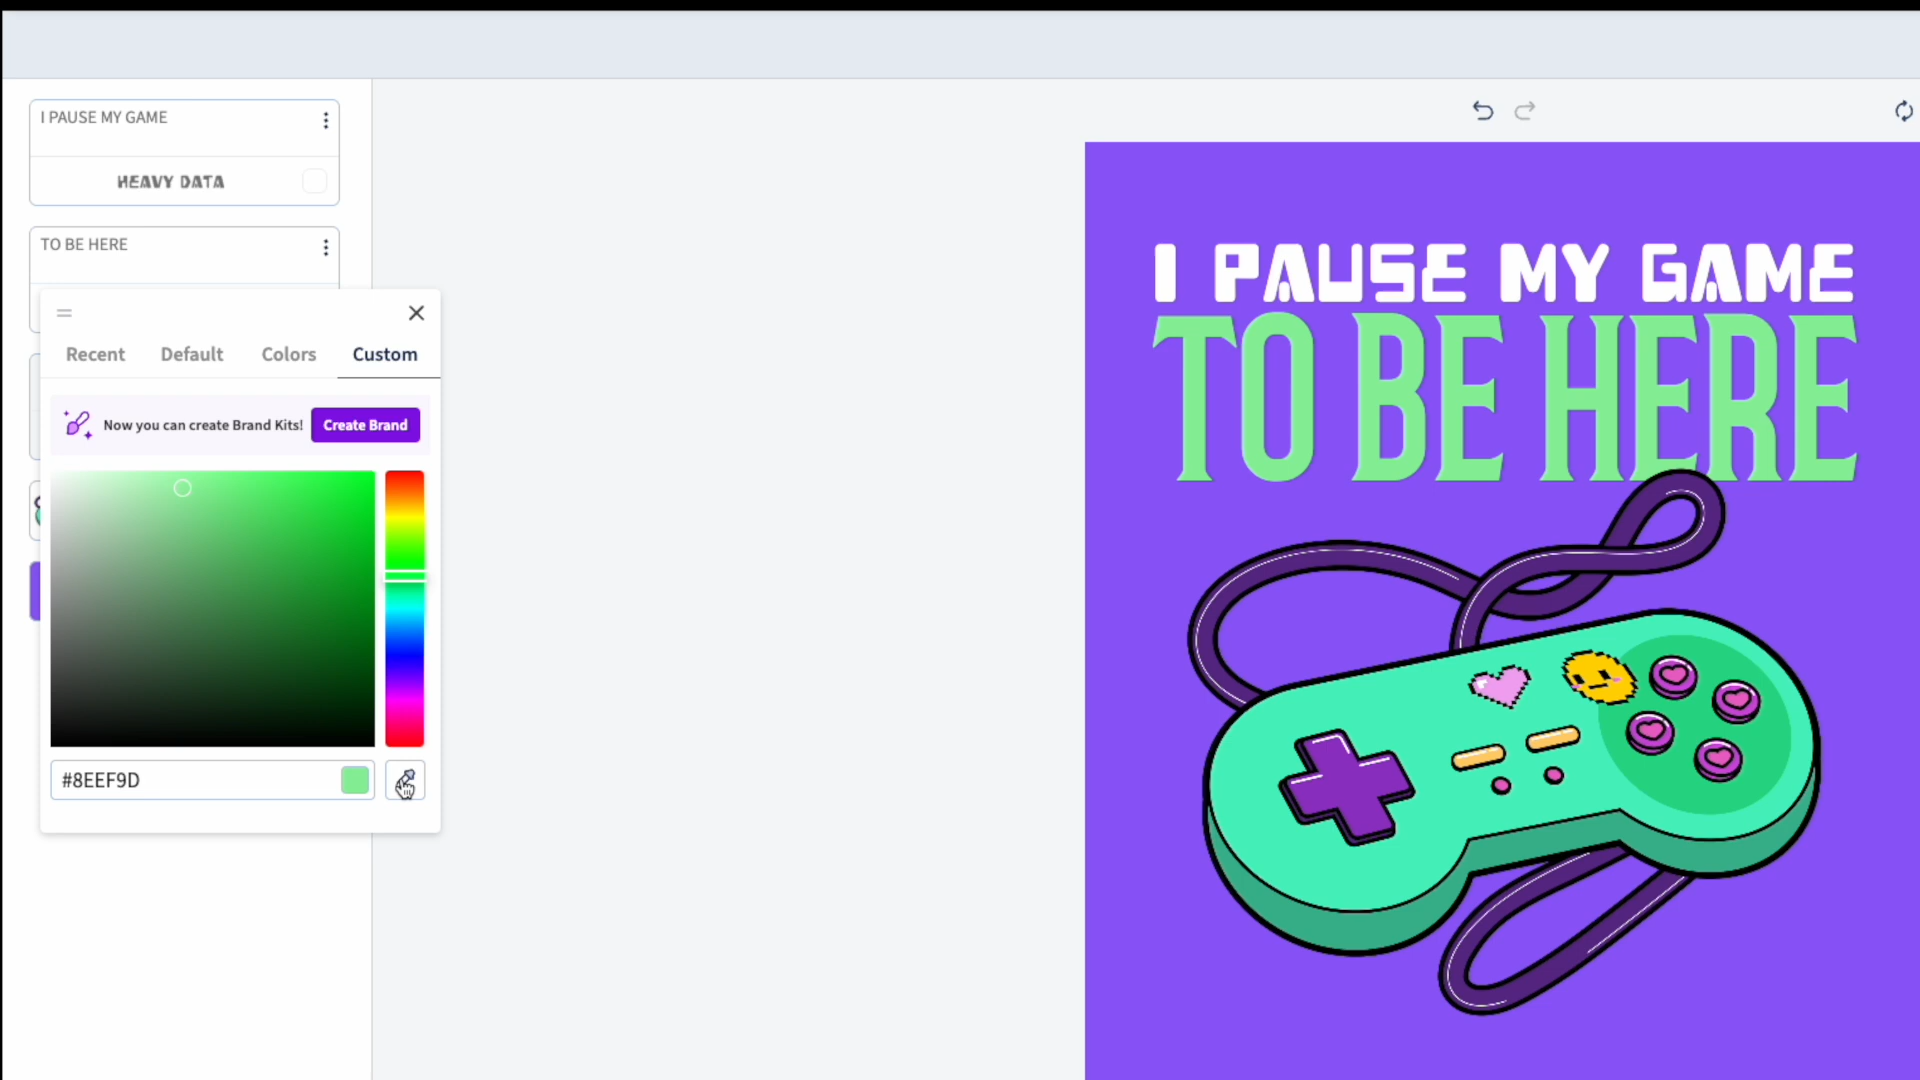 I PAUSE MY GAME
HEAVY DATA
TO BE HERE
Recent Default Colors Custom
Now you can create Brand Kits! Create Brand
#8EEF9D
I PAUSE MY GAME
TO BE HERE